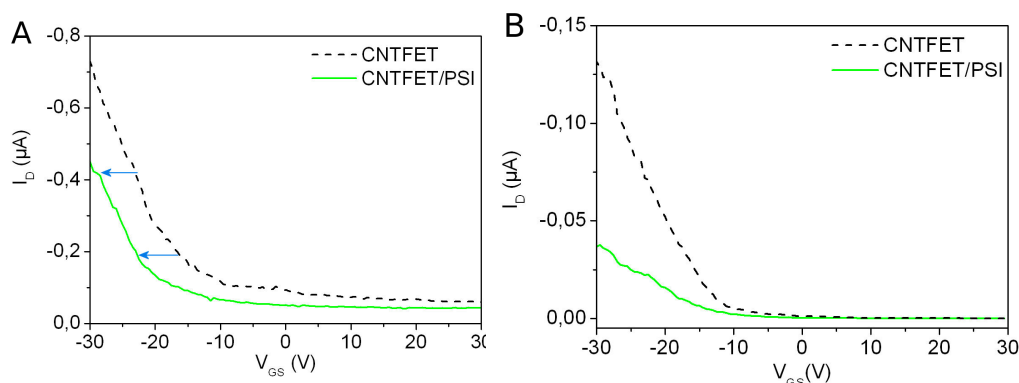 A
-0,8
-0,6
-0,4
-0,2
0,0
I_D (µA)
CNTFET
CNTFET/PSI
-30 -20 -10 0 10 20 30
V_GS (V)
B
-0,15
-0,10
-0,05
0,00
I_D (µA)
CNTFET
CNTFET/PSI
-30 -20 -10 0 10 20 30
V_GS(V)